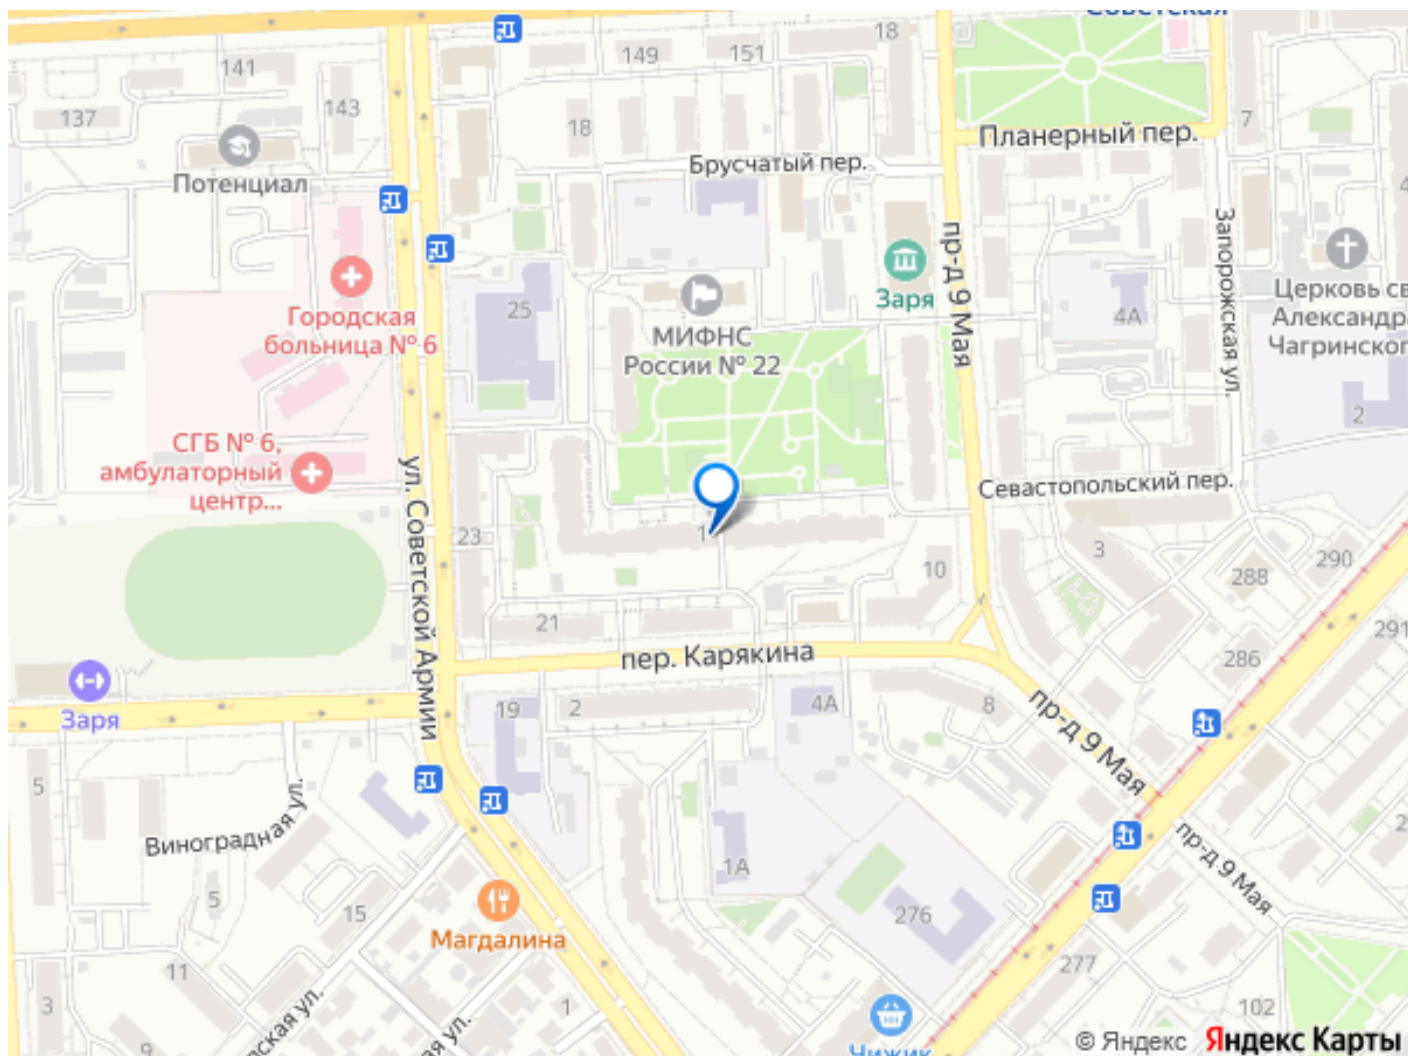 Советская
18
149
151
141
143
137
18
7
Планерный пер.
Брусчатый пер.
Потенциал
пр-д 9 Мая
Запорожская ул.
Заря
Церковь св
Александра
Чагринског
Городская
больница № 6
25
МИФНС
России № 22
4А
2
СГБ № 6,
амбулаторный
центр...
ул. Советской Армии
Севастопольский пер.
23
3
10
290
288
291
21
286
пер. Карякина
Заря
19
2
4А
8
пр-д 9 Мая
5
Виноградная ул.
1А
пр-д 9 Мая
5
15
276
Магдалина
11
277
3
1
102
9
Чижик
© Яндекс Яндекс Карты